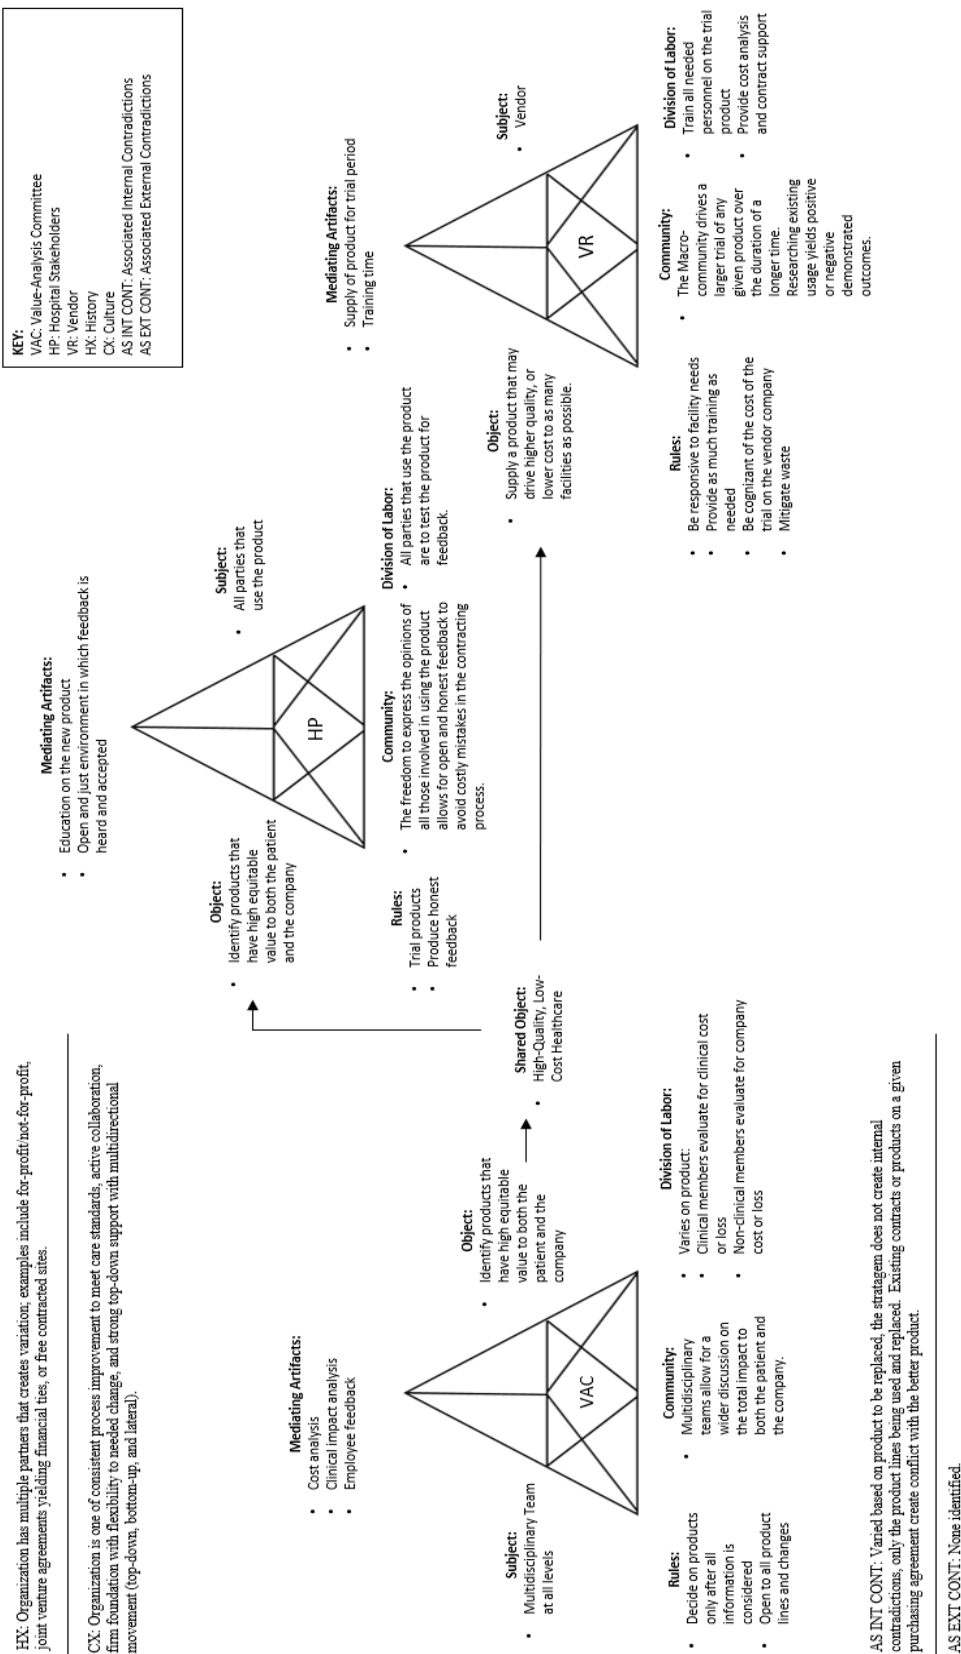 HX: Organization has multiple partners that creates variation; examples include for-profit/not-for-profit,
joint venture agreements yielding financial ties, or free contracted sites.
CX: Organization is one of consistent process improvement to meet care standards, active collaboration,
firm foundation with flexibility to needed change, and strong top-down support with multidirectional
movement (top-down, bottom-up, and lateral).
KEY:
VAC: Value-Analysis Committee
HP: Hospital Stakeholders
VR: Vendor
HX: History
CX: Culture
AS INT CONT: Associated Internal Contradictions
AS EXT CONT: Associated External Contradictions
Mediating Artifacts:
• Education on the new product
• Open and just environment in which feedback is
heard and accepted
Object:
• Identify products that
have high equitable
value to both the patient
and the company
HP
Subject:
• All parties that
use the product
Rules:
• Trial products
• Produce honest
feedback
Community:
• The freedom to express the opinions of
all those involved in using the product
allows for open and honest feedback to
avoid costly mistakes in the contracting
process.
Division of Labor:
• All parties that use the product
are to test the product for
feedback.
Mediating Artifacts:
• Cost analysis
• Clinical impact analysis
• Employee feedback
Subject:
• Multidisciplinary Team
at all levels
VAC
Object:
• Identify products that
have high equitable
value to both the
patient and the
company
Shared Object:
• High-Quality, Low-
Cost Healthcare
Rules:
• Decide on products
only after all
information is
considered
• Open to all product
lines and changes
Community:
• Multidisciplinary
teams allow for a
wider discussion on
the total impact to
both the patient and
the company.
Division of Labor:
• Varies on product:
• Clinical members evaluate for clinical cost
or loss
• Non-clinical members evaluate for company
cost or loss
Mediating Artifacts:
• Supply of product for trial period
• Training time
Object:
• Supply a product that may
drive higher quality, or
lower cost to as many
facilities as possible.
VR
Subject:
• Vendor
Rules:
• Be responsive to facility needs
• Provide as much training as
needed
• Be cognizant of the cost of the
trial on the vendor company
• Mitigate waste
Community:
• The Macro-
community drives a
larger trial of any
given product over
the duration of a
longer time.
Researching existing
usage yields positive
or negative
demonstrated
outcomes.
Division of Labor:
• Train all needed
personnel on the trial
product
• Provide cost analysis
and contract support
AS INT CONT: Varied based on product to be replaced, the stratagem does not create internal
contradictions, only the product lines being used and replaced. Existing contracts or products on a given
purchasing agreement create conflict with the better product.
AS EXT CONT: None identified.